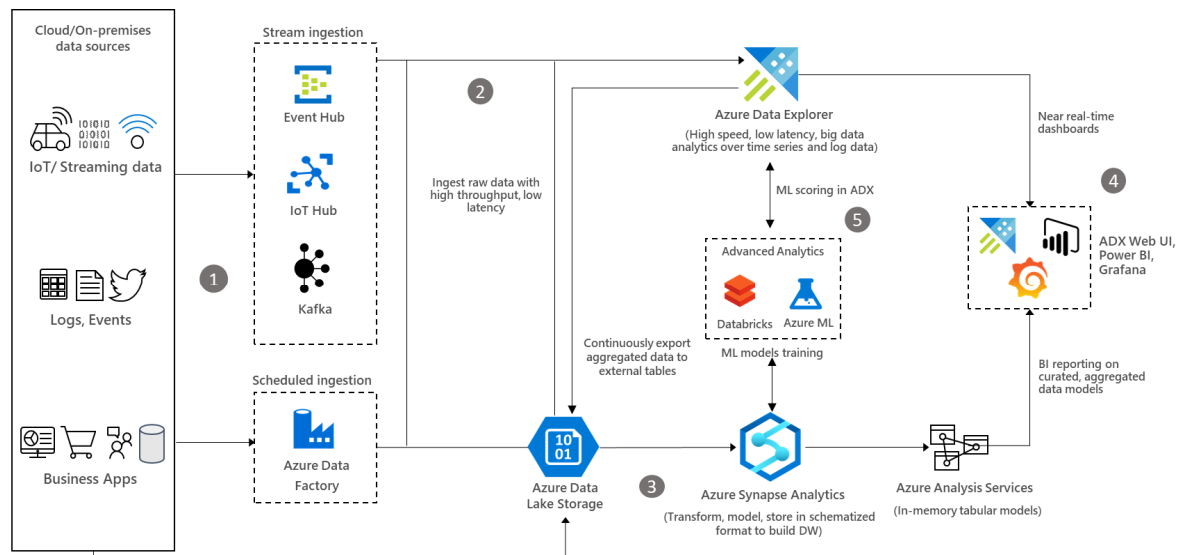 Cloud/On-premises
data sources
IoT/ Streaming data
Logs, Events
Business Apps
1
Stream ingestion
Event Hub
IoT Hub
Kafka
Scheduled ingestion
Azure Data
Factory
2
Ingest raw data with
high throughput, low
latency
Continuously export
aggregated data to
external tables
10
01
Azure Data
Lake Storage
3
Azure Data Explorer
(High speed, low latency, big data
analytics over time series and log data)
ML scoring in ADX
5
Advanced Analytics
Databricks
Azure ML
ML models training
Azure Synapse Analytics
(Transform, model, store in schematized
format to build DW)
Near real-time
dashboards
4
ADX Web UI,
Power BI,
Grafana
BI reporting on
curated, aggregated
data models
Azure Analysis Services
(In-memory tabular models)